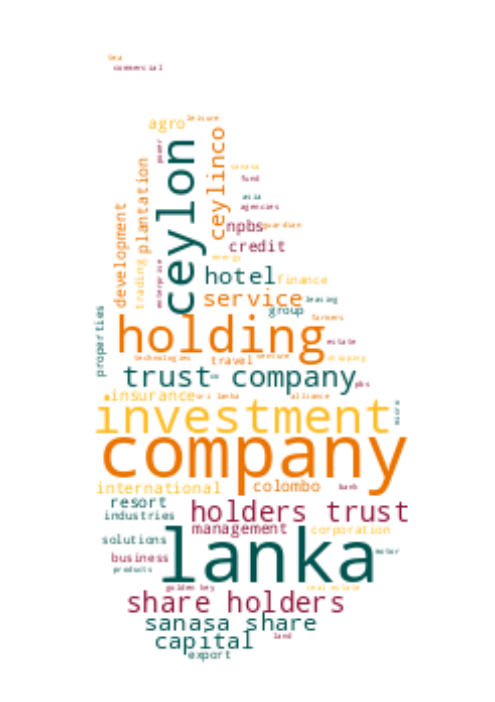 tea
commercial
leisure
agro
power
ceylon
ceylinco
plantation
sanasa
fund
asia
development
agencies
npbs
guardian
credit
energy
trading
enterprise
hotel
finance
service
leasing
group
properties
farmers
holding
estate
technologies
travel
venture
shipping
trust company
pbs
insurance
sri lanka
alliance
investment
micro
company
international
colombo
bank
resort
holders trust
industries
management
corporation
lanka
solutions
motor
business
products
golden key
real estate
share holders
sanasa share
land
capital
export